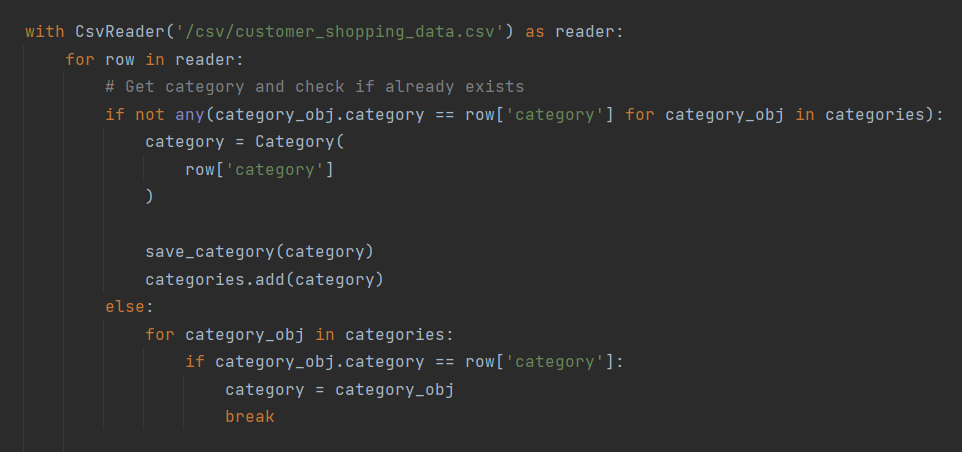 with CsvReader('/csv/customer_shopping_data.csv') as reader:
    for row in reader:
        # Get category and check if already exists
        if not any(category_obj.category == row['category'] for category_obj in categories):
            category = Category(
                row['category']
            )

            save_category(category)
            categories.add(category)
        else:
            for category_obj in categories:
                if category_obj.category == row['category']:
                    category = category_obj
                    break